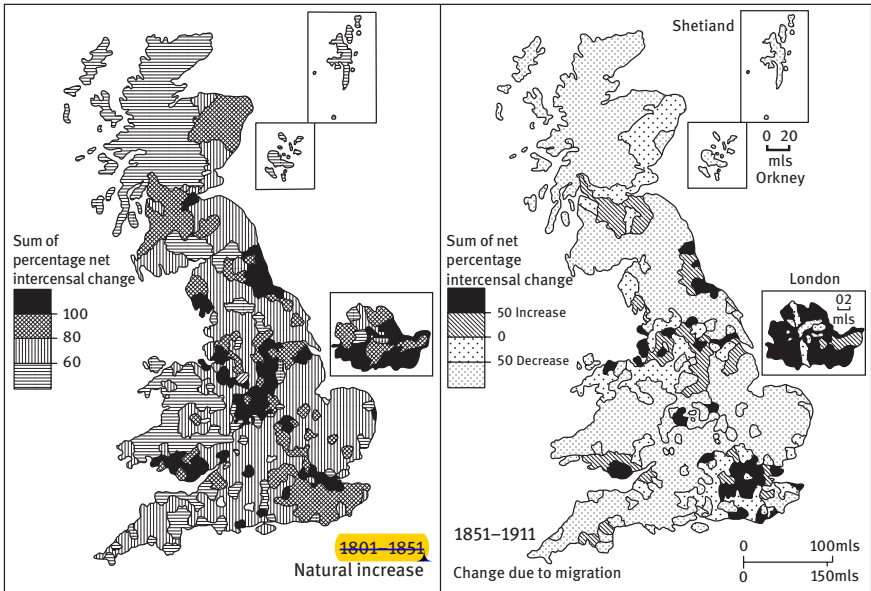 Sum of
percentage net
intercensal change
100
80
60
1801–1851
Natural increase
Shetiand
0 20
mls
Orkney
Sum of net
percentage
intercensal change
50 Increase
0
50 Decrease
London
02
mls
1851–1911
Change due to migration
0 100mls
0 150mls